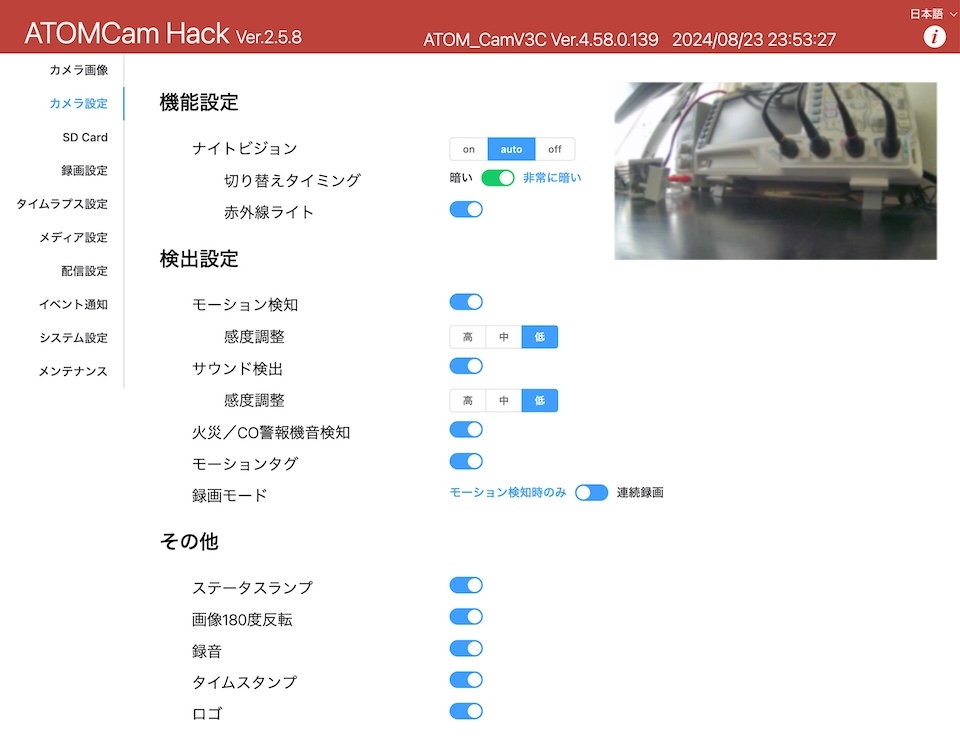 日本語
ATOMCam Hack Ver.2.5.8
ATOM_CamV3C Ver.4.58.0.139 2024/08/23 23:53:27
i
カメラ画像
カメラ設定
SD Card
録画設定
タイムラプス設定
メディア設定
配信設定
イベント通知
システム設定
メンテナンス
機能設定
ナイトビジョン on auto off
切り替えタイミング 暗い 非常に暗い
赤外線ライト
検出設定
モーション検知
感度調整 高 中 低
サウンド検出
感度調整 高 中 低
火災／CO警報機音検知
モーションタグ
録画モード モーション検知時のみ 連続録画
その他
ステータスランプ
画像180度反転
録音
タイムスタンプ
ロゴ